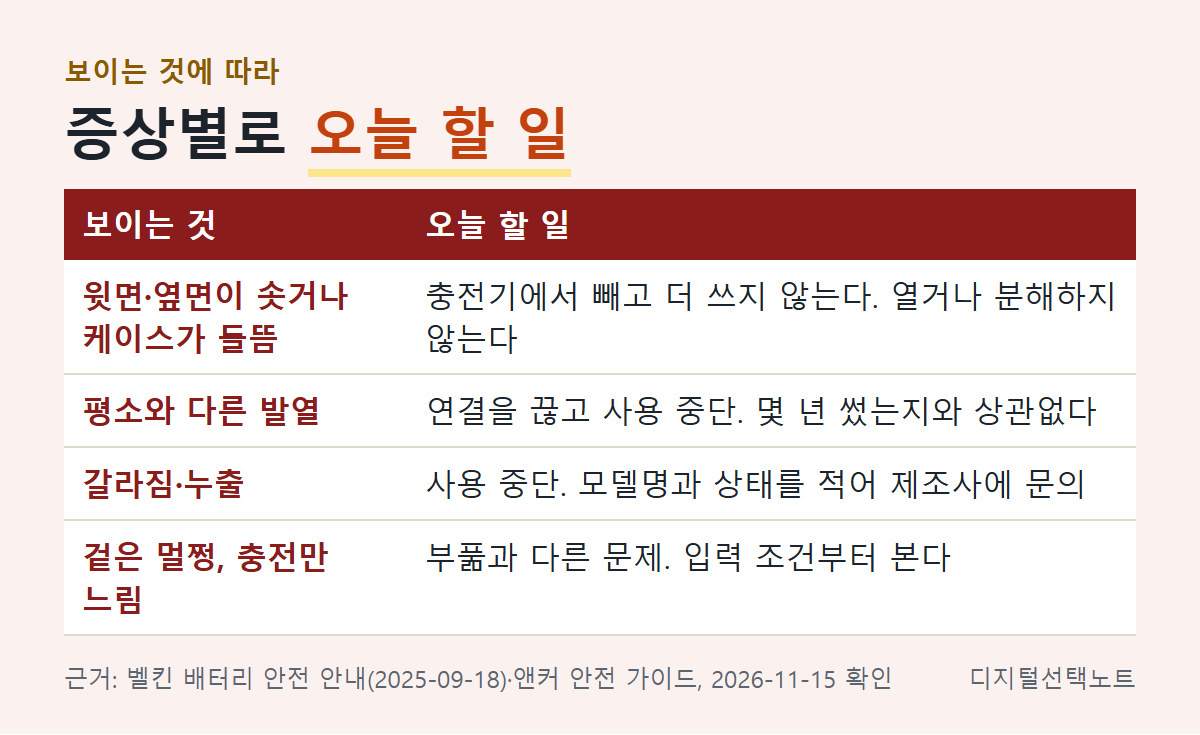 보이는 것에 따라
증상별로 오늘 할 일
보이는 것 오늘 할 일
윗면·옆면이 솟거나
케이스가 들뜸
충전기에서 빼고 더 쓰지 않는다. 열거나 분해하지
않는다
평소와 다른 발열 연결을 끊고 사용 중단. 몇 년 썼는지와 상관없다
갈라짐·누출 사용 중단. 모델명과 상태를 적어 제조사에 문의
겉은 멀쩡, 충전만
느림
부풂과 다른 문제. 입력 조건부터 본다
근거: 벨킨 배터리 안전 안내(2025-09-18)·앤커 안전 가이드, 2026-11-15 확인 디지털선택노트